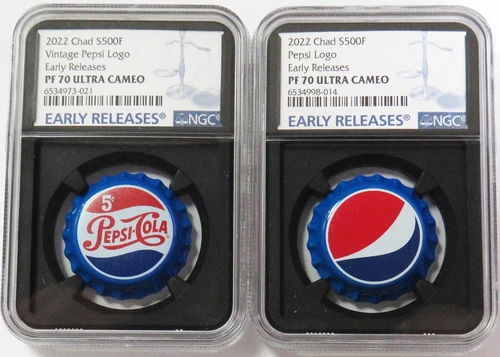 2022 Chad S500F
Vintage Pepsi Logo
Early Releases
PF 70 ULTRA CAMEO
6534973-021
EARLY RELEASES®
NGC
5¢
PEPSI-COLA
2022 Chad S500F
Pepsi Logo
Early Releases
PF 70 ULTRA CAMEO
6534998-014
EARLY RELEASES®
NGC